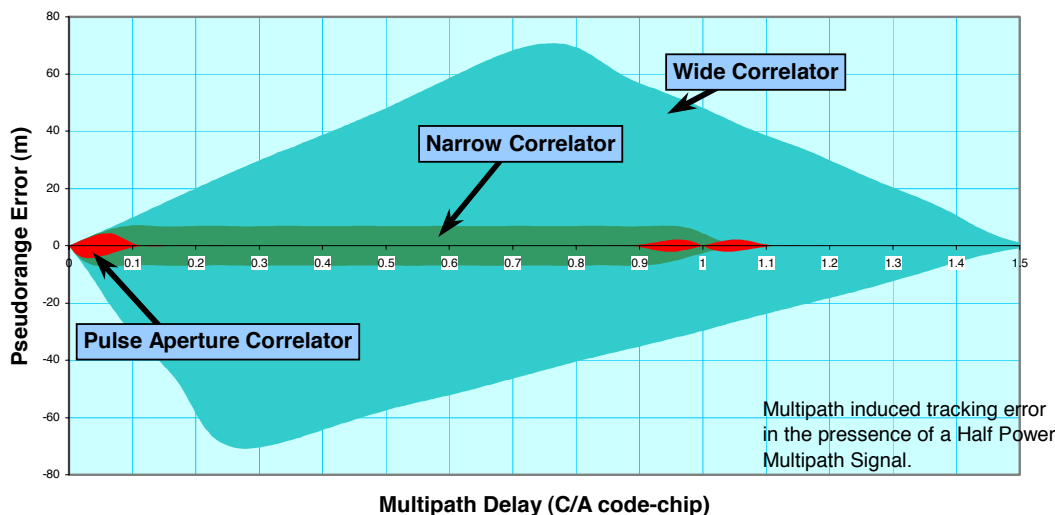 80
60
40
20
0
-20
-40
-60
-80
Pseudorange Error (m)
Wide Correlator
Narrow Correlator
Pulse Aperture Correlator
0 0.1 0.2 0.3 0.4 0.5 0.6 0.7 0.8 0.9 1 1.1 1.2 1.3 1.4 1.5
Multipath induced tracking error
in the pressence of a Half Power
Multipath Signal.
Multipath Delay (C/A code-chip)